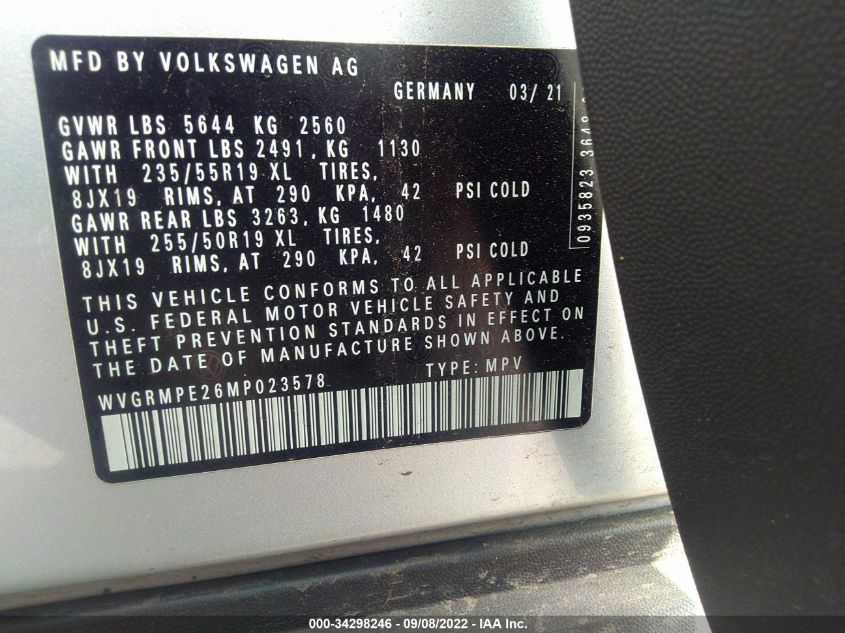 MFD BY VOLKSWAGEN AG
GERMANY 03/ 21
GVWR LBS 5644 KG 2560
GAWR FRONT LBS 2491, KG 1130
WITH 235/55R19 XL TIRES,
8JX19 RIMS, AT 290 KPA, 42 PSI COLD
GAWR REAR LBS 3263, KG 1480
WITH 255/50R19 XL TIRES,
8JX19 RIMS, AT 290 KPA, 42 PSI COLD
THIS VEHICLE CONFORMS TO ALL APPLICABLE
U.S. FEDERAL MOTOR VEHICLE SAFETY AND
THEFT PREVENTION STANDARDS IN EFFECT ON
THE DATE OF MANUFACTURE SHOWN ABOVE.
TYPE: MPV
WVGRMPE26MP023578
0935823 3648
000-34298246 - 09/08/2022 - IAA Inc.